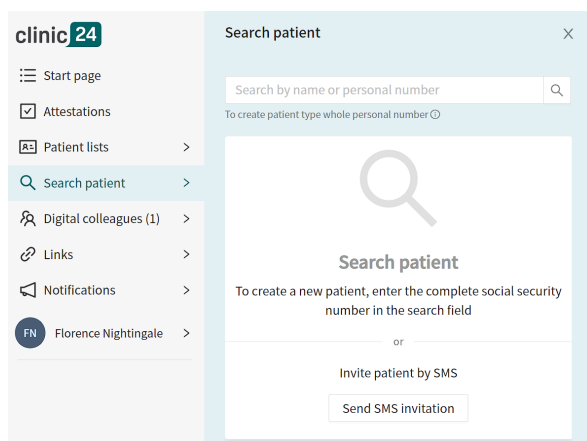 clinic 24
Start page
Attestations
Patient lists
Search patient
Digital colleagues (1)
Links
Notifications
FN Florence Nightingale
Search patient
Search by name or personal number
To create patient type whole personal number
Search patient
To create a new patient, enter the complete social security
number in the search field
or
Invite patient by SMS
Send SMS invitation